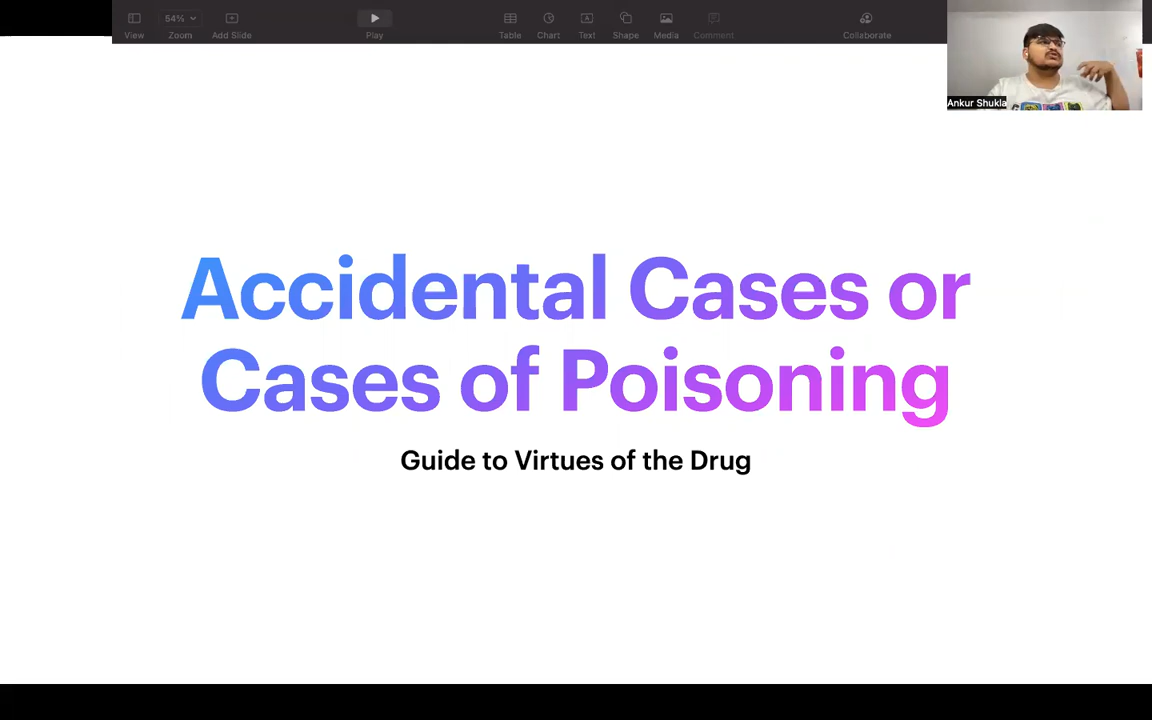 54%
View
Zoom
Add Slide
Play
Table
Chart
Text
Shape
Media
Comment
Collaborate
Ankur Shukla
Accidental Cases or
Cases of Poisoning
Guide to Virtues of the Drug